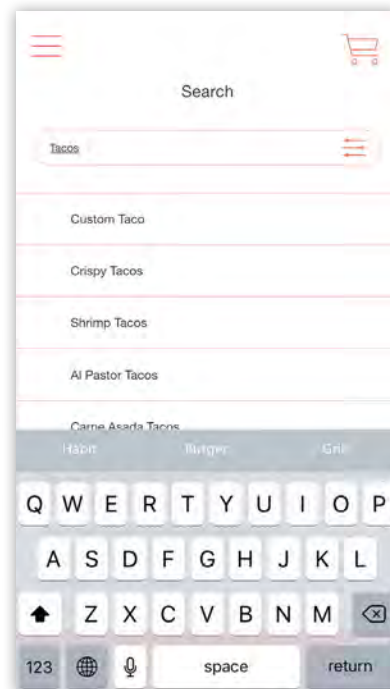 Search
Tacos
Custom Taco
Crispy Tacos
Shrimp Tacos
Al Pastor Tacos
Carne Asada Tacos
Habit Burger Grill
Q W E R T Y U I O P
A S D F G H J K L
Z X C V B N M
123 space return